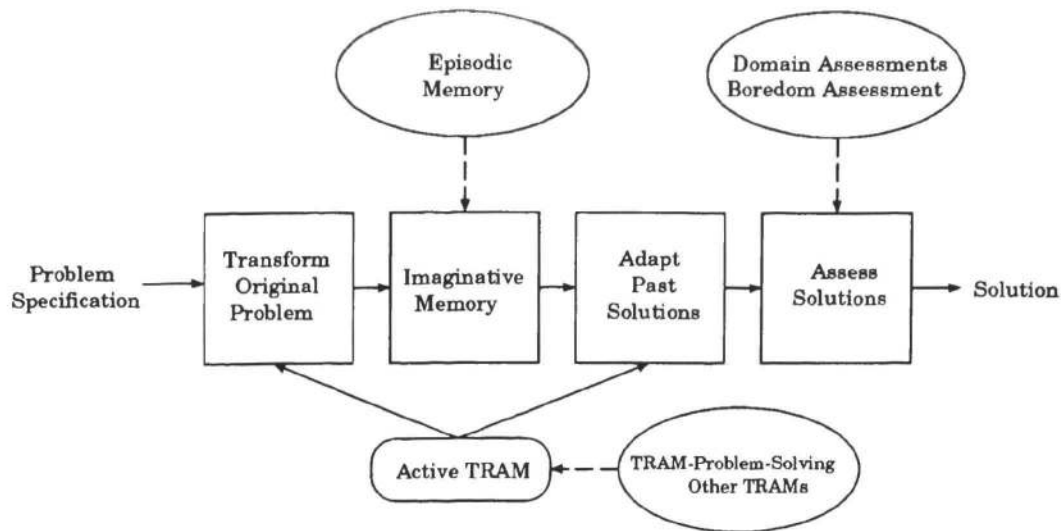 Episodic
Memory
Domain Assessments
Boredom Assessment
Problem
Specification
Transform
Original
Problem
Imaginative
Memory
Adapt
Past
Solutions
Assess
Solutions
Solution
Active TRAM
TRAM-Problem-Solving
Other TRAMs